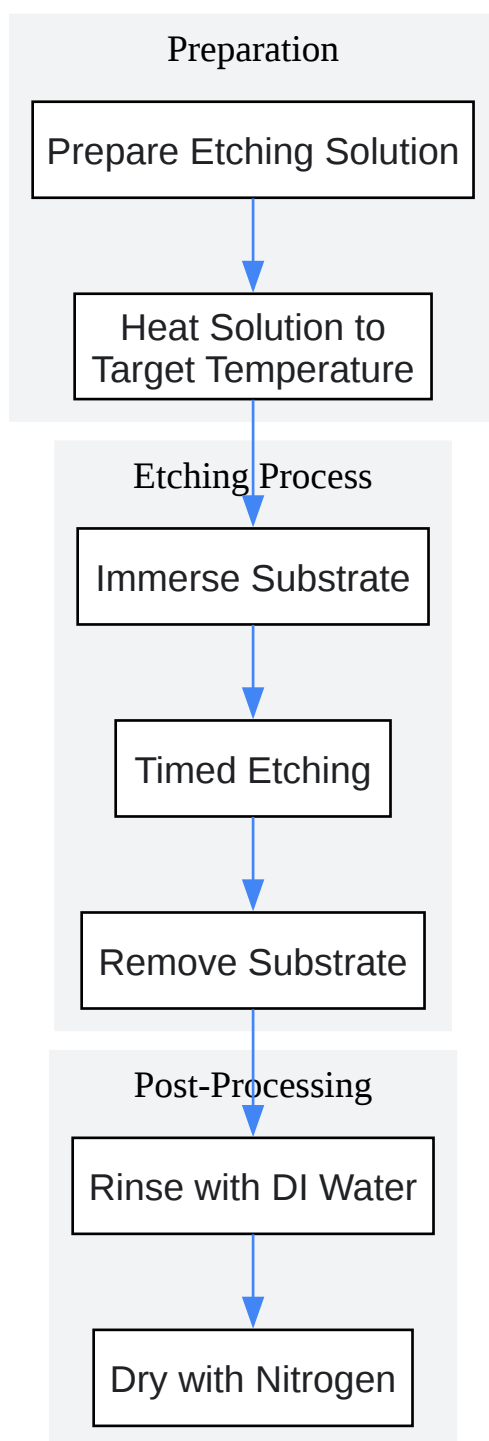 Preparation
Prepare Etching Solution
Heat Solution to
Target Temperature
Etching Process
Immerse Substrate
Timed Etching
Remove Substrate
Post-Processing
Rinse with DI Water
Dry with Nitrogen